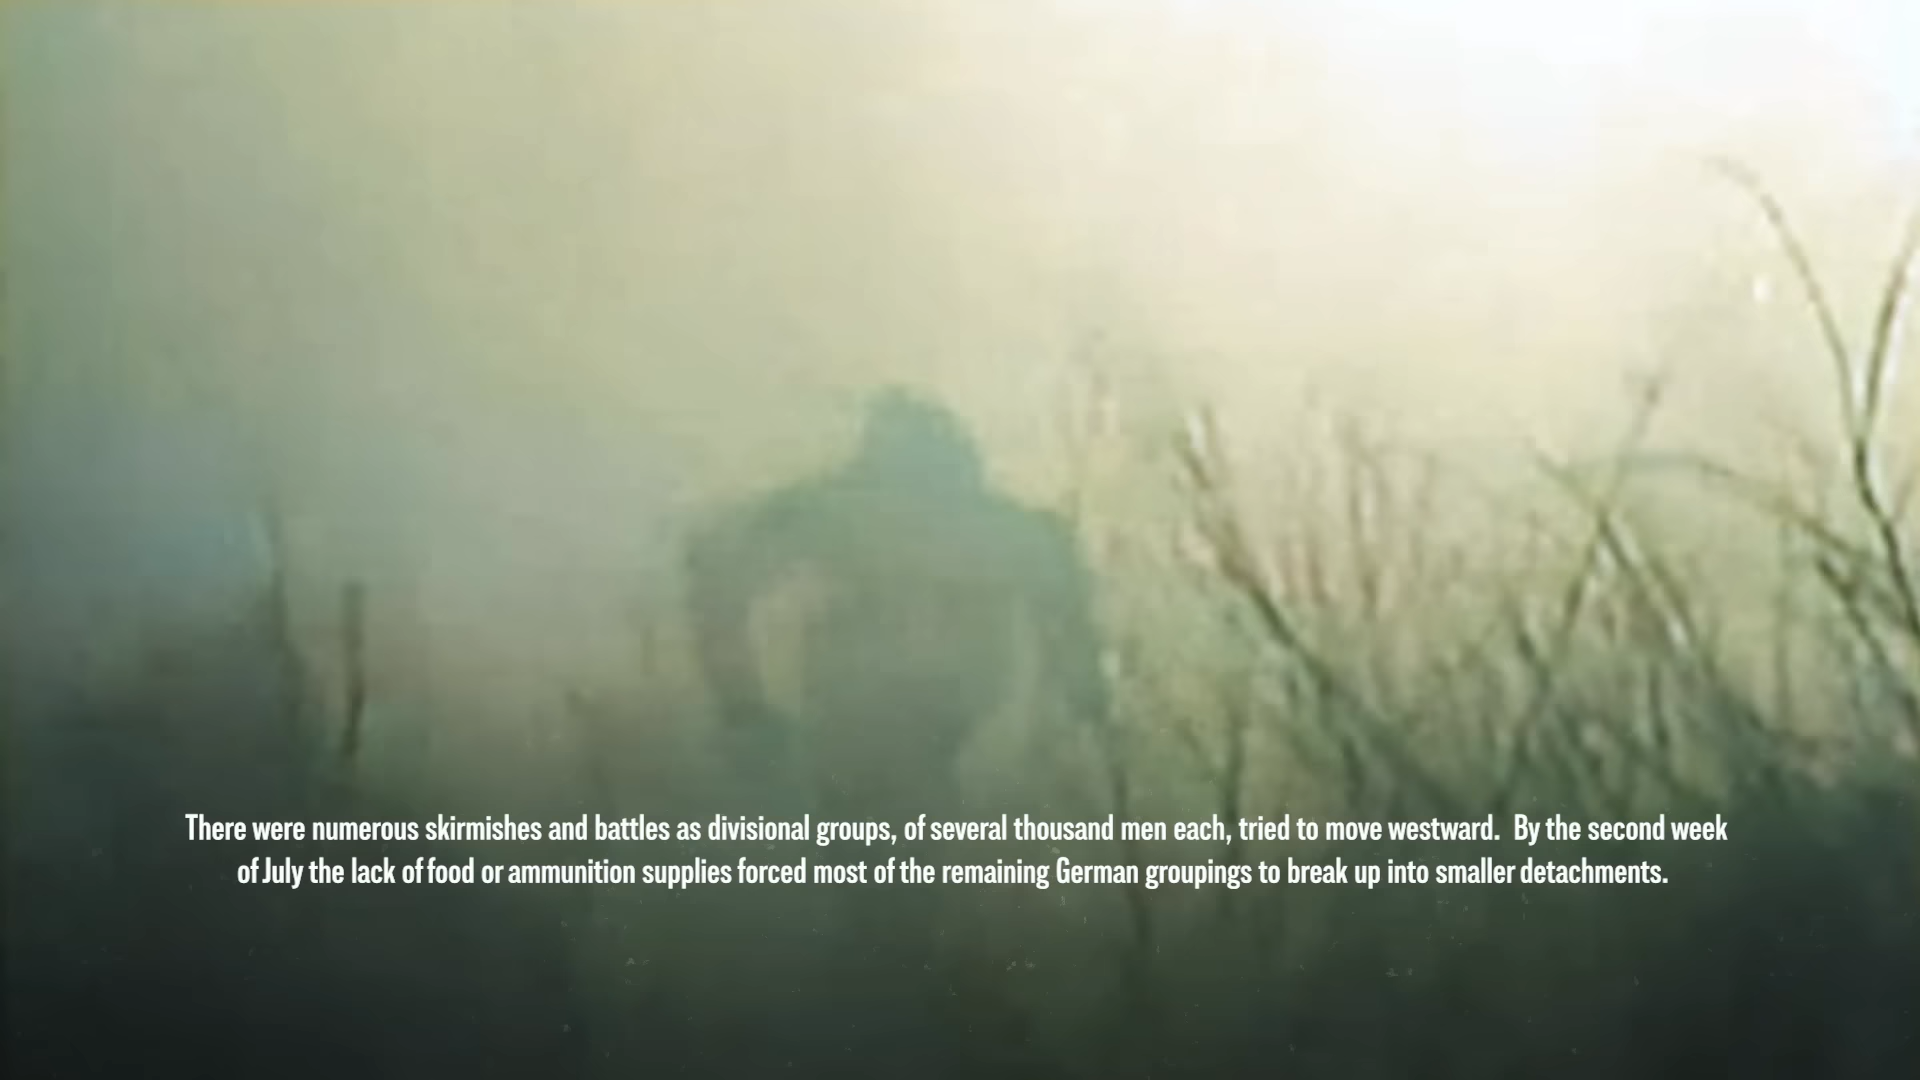 There were numerous skirmishes and battles as divisional groups, of several thousand men each, tried to move westward.  By the second week
of July the lack of food or ammunition supplies forced most of the remaining German groupings to break up into smaller detachments.